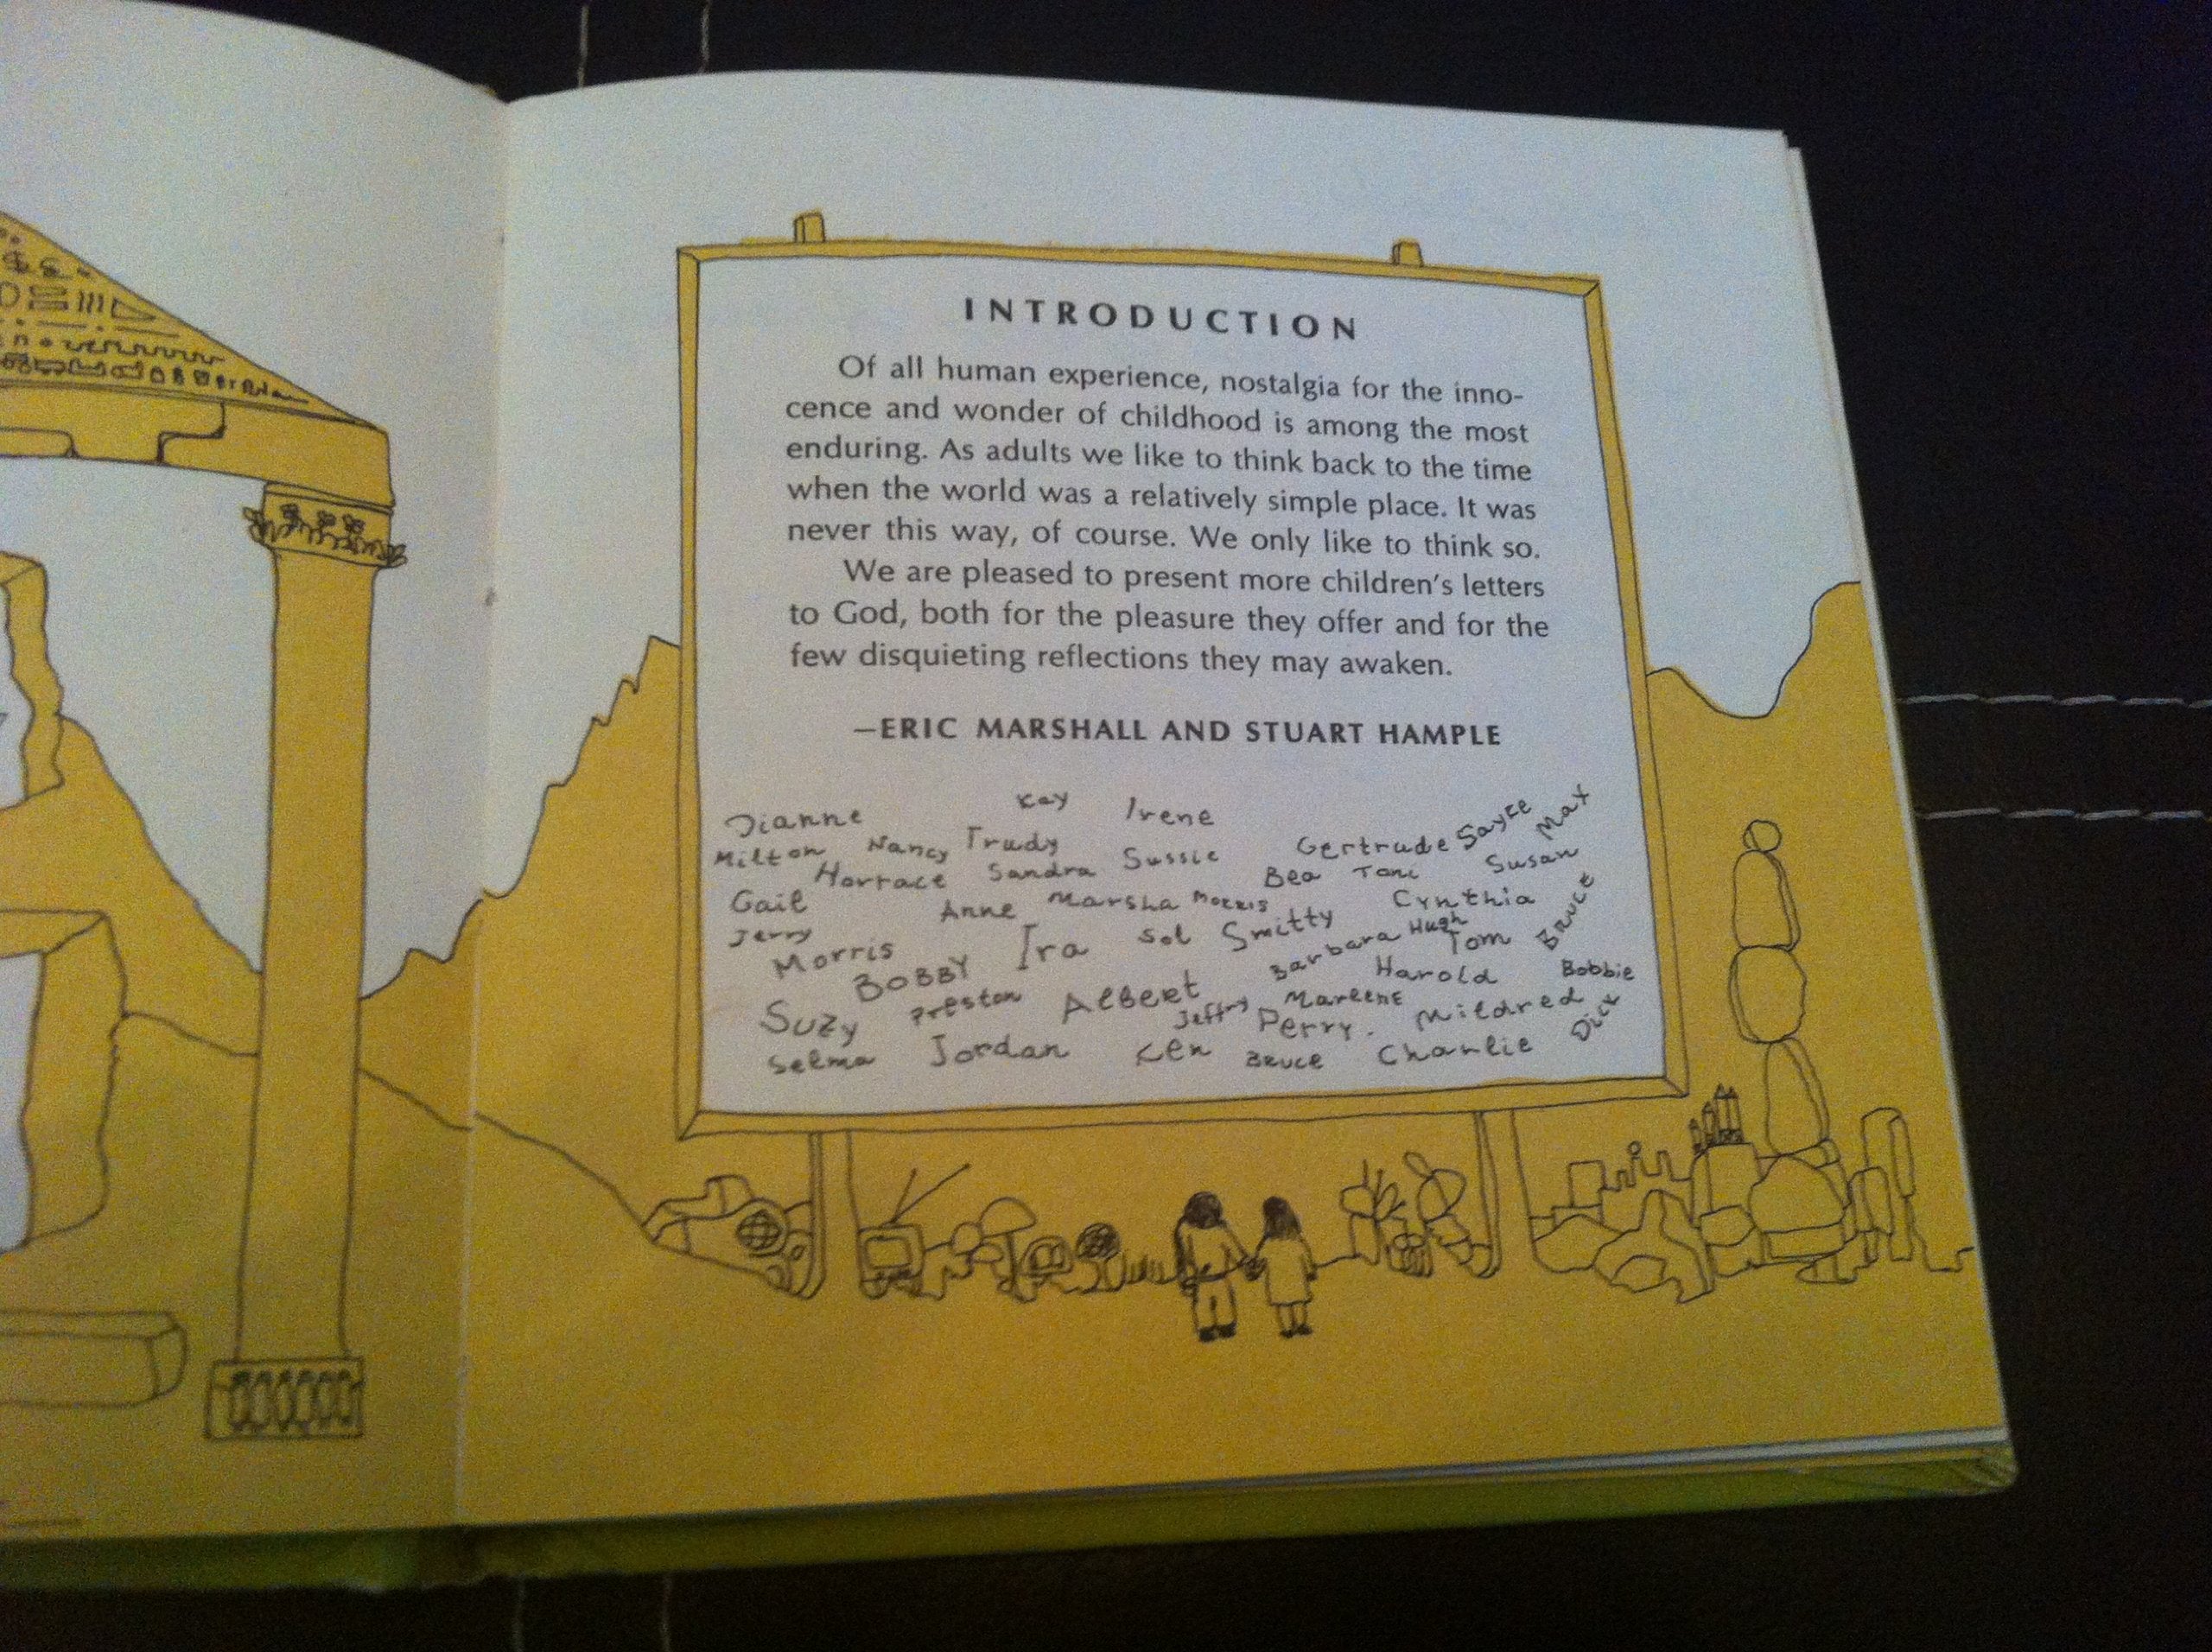 INTRODUCTION
Of all human experience, nostalgia for the inno-
cence and wonder of childhood is among the most
enduring. As adults we like to think back to the time
when the world was a relatively simple place. It was
never this way, of course. We only like to think so.
We are pleased to present more children's letters
to God, both for the pleasure they offer and for the
few disquieting reflections they may awaken.
—ERIC MARSHALL AND STUART HAMPLE
Dianne Kay Irene Max
Milton Nancy Trudy Sussie Gertrude Sayce
Horrace Sandra Bea Toni Susan
Gail Anne Marsha Morris Cynthia
Jerry Morris Ira Sol Smitty Barbara Hugh Tom Bruce
BOBBY Harold Bobbie
Suzy Preston Albert Jeffry Marlene Mildred Dick
Selma Jordan Ken Bruce Perry. Charlie